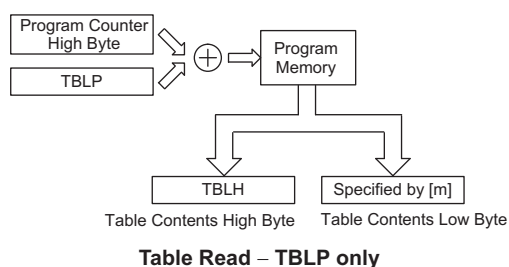 Program Counter
High Byte
TBLP
Program
Memory
TBLH
Specified by [m]
Table Contents High Byte
Table Contents Low Byte
Table Read – TBLP only